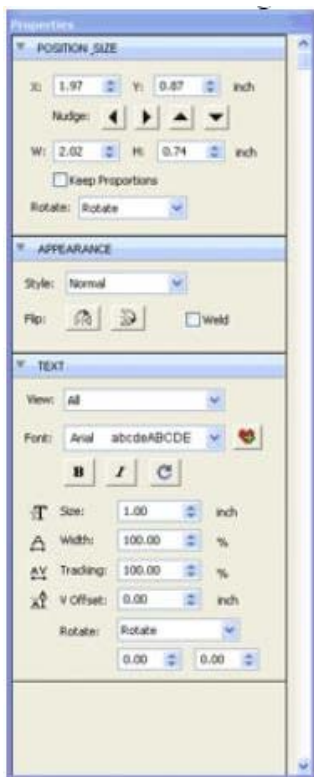 Properties
POSITION_SIZE
X: 1.97 Y: 0.87 inch
Nudge:
W: 2.02 H: 0.74 inch
Keep Proportions
Rotate: Rotate
APPEARANCE
Style: Normal
Flip: Weld
TEXT
View: All
Font: Arial abcdeABCDE
B I
Size: 1.00 inch
Width: 100.00 %
Tracking: 100.00 %
V Offset: 0.00 inch
Rotate: Rotate
0.00 0.00